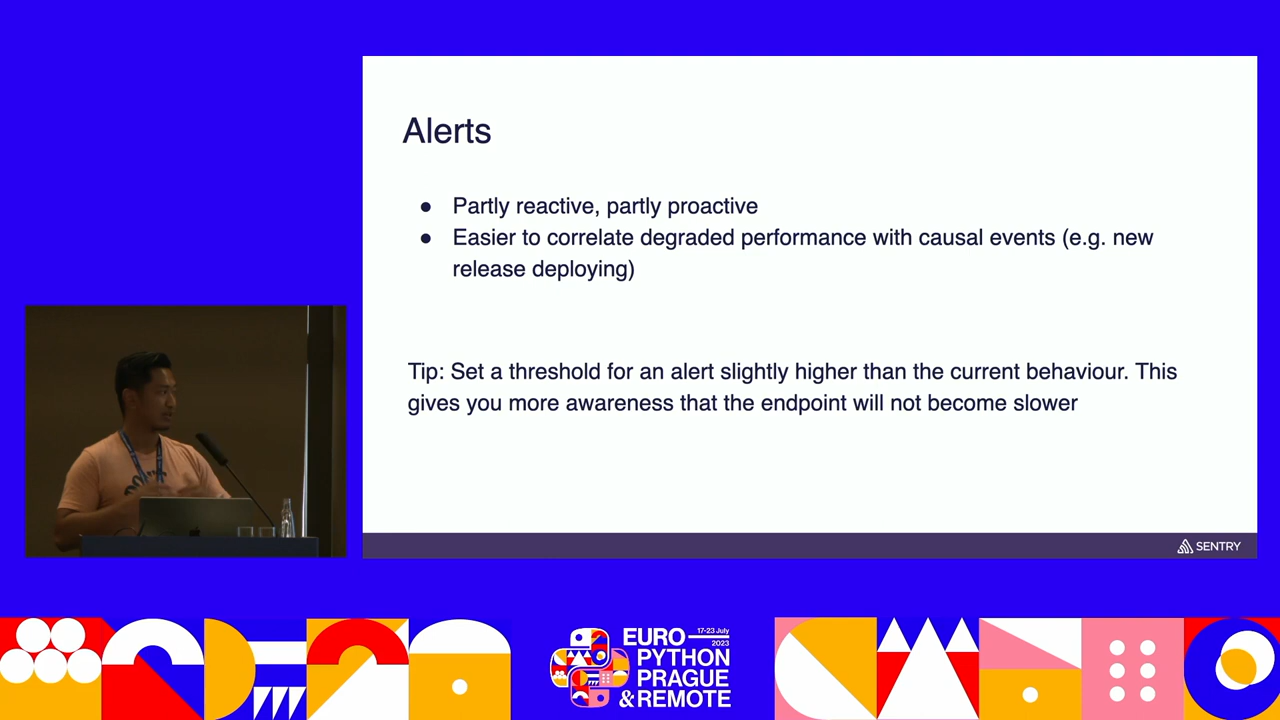 Alerts
● Partly reactive, partly proactive
● Easier to correlate degraded performance with causal events (e.g. new
release deploying)
Tip: Set a threshold for an alert slightly higher than the current behaviour. This
gives you more awareness that the endpoint will not become slower
SENTRY
EURO 17-23 July
2023
PYTHON
PRAGUE
& REMOTE